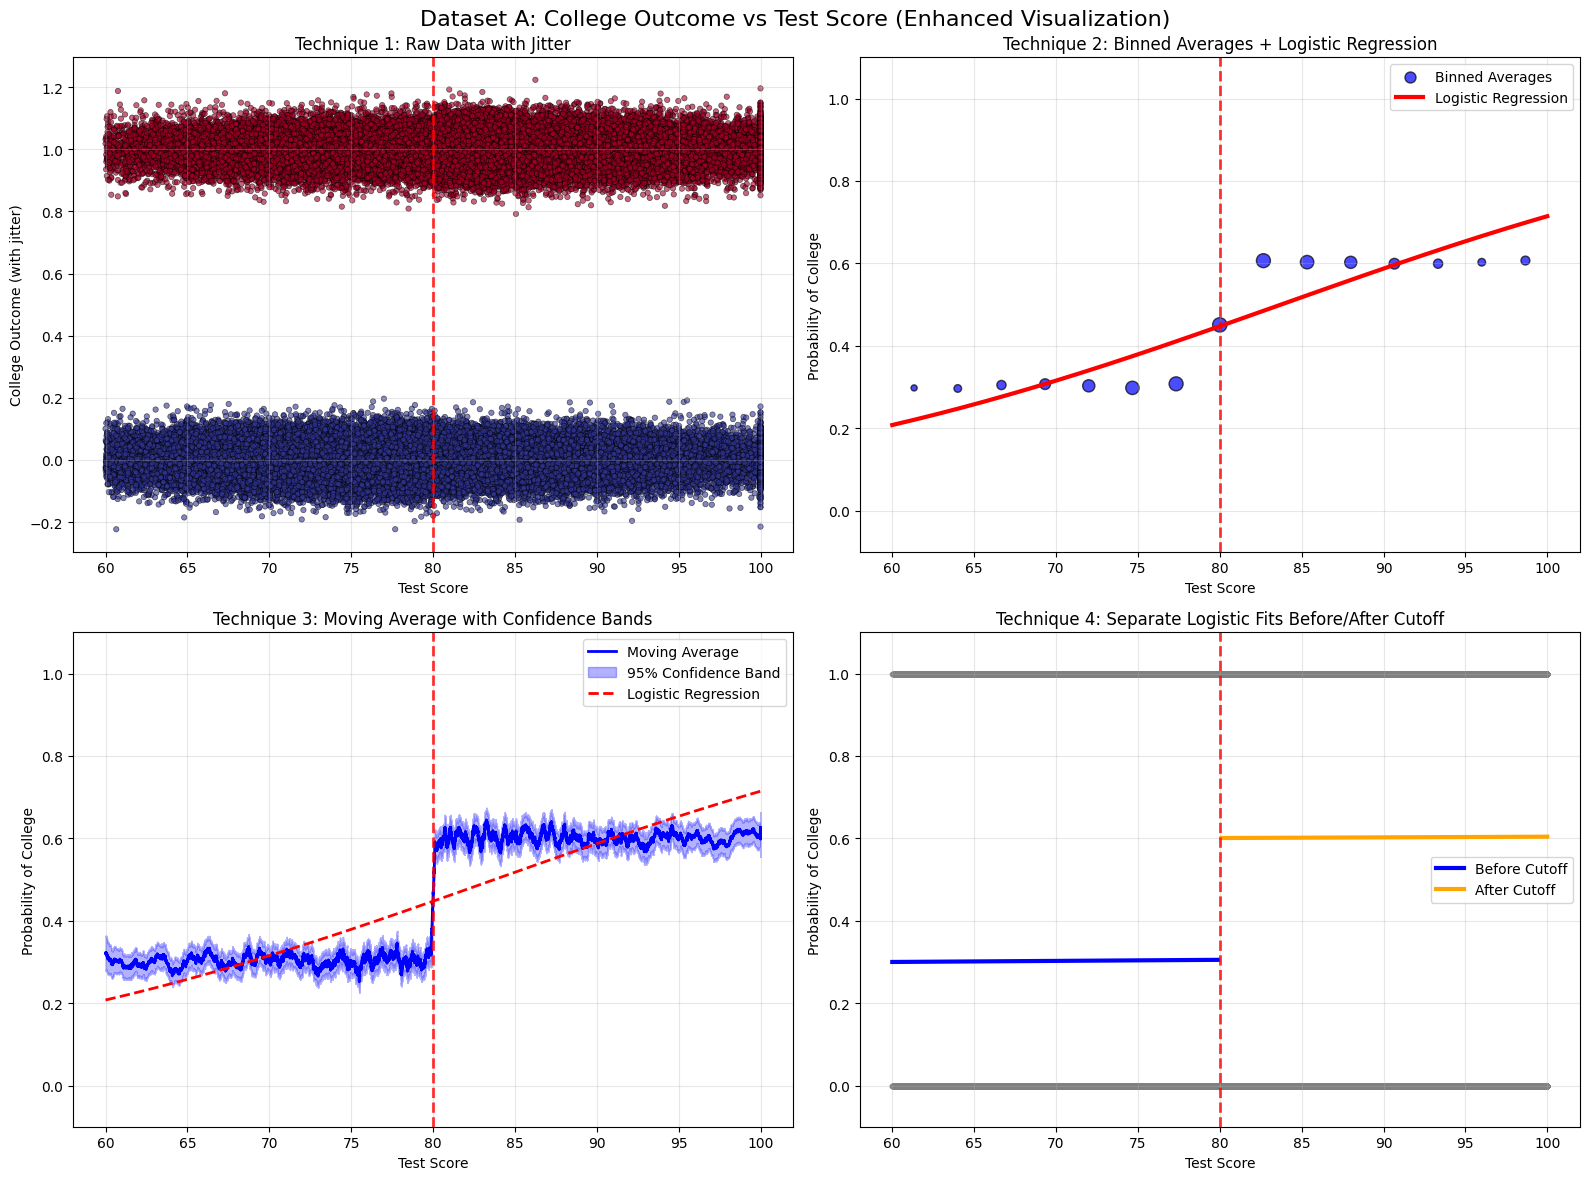 Dataset A: College Outcome vs Test Score (Enhanced Visualization)
Technique 1: Raw Data with Jitter
College Outcome (with jitter)
1.2
1.0
0.8
0.6
0.4
0.2
0.0
−0.2
60 65 70 75 80 85 90 95 100
Test Score
Technique 2: Binned Averages + Logistic Regression
Binned Averages
Logistic Regression
Probability of College
1.0
0.8
0.6
0.4
0.2
0.0
60 65 70 75 80 85 90 95 100
Test Score
Technique 3: Moving Average with Confidence Bands
Moving Average
95% Confidence Band
Logistic Regression
Probability of College
1.0
0.8
0.6
0.4
0.2
0.0
60 65 70 75 80 85 90 95 100
Test Score
Technique 4: Separate Logistic Fits Before/After Cutoff
Before Cutoff
After Cutoff
Probability of College
1.0
0.8
0.6
0.4
0.2
0.0
60 65 70 75 80 85 90 95 100
Test Score